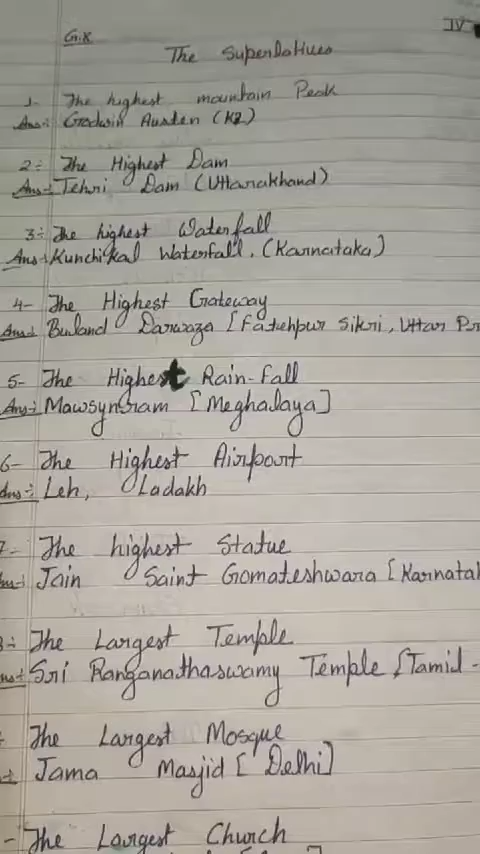 G.K
IV
The Superlatives
1- The highest mountain Peak
Ans:- Godwin Austen (K2)
2:- The Highest Dam
Ans:- Tehri Dam (Uttarakhand)
3:- The highest Waterfall
Ans:- Kunchikal Waterfall, (Karnataka)
4- The Highest Gateway
Ans:- Buland Darwaza [Fatehpur Sikri, Uttar Pr
5- The Highest Rain-Fall
Ans:- Mawsynram [Meghalaya]
6- The Highest Airport
Ans:- Leh, Ladakh
7- The highest Statue
Ans:- Jain Saint Gomateshwara [Karnatak
8:- The Largest Temple
Ans:- Sri Ranganathaswamy Temple [Tamil -
The Largest Mosque
Jama Masjid [Delhi]
- The Largest Church